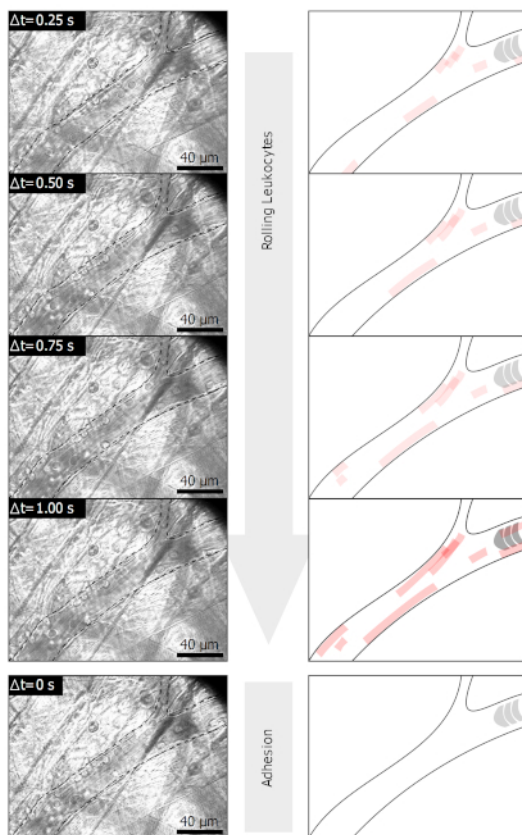 Δt= 0.25 s
40 µm
Δt= 0.50 s
40 µm
Δt= 0.75 s
40 µm
Δt= 1.00 s
40 µm
Rolling Leukocytes
Δt= 0 s
40 µm
Adhesion